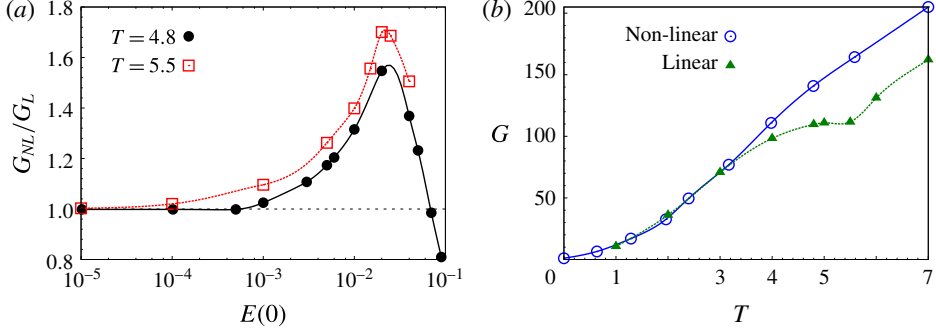 (a)
T = 4.8
T = 5.5
G_NL/G_L
1.8
1.6
1.4
1.2
1.0
0.8
10⁻⁵
10⁻⁴
10⁻³
10⁻²
10⁻¹
E(0)
(b)
Non-linear
Linear
G
200
150
100
50
0
1
3
4
5
7
T